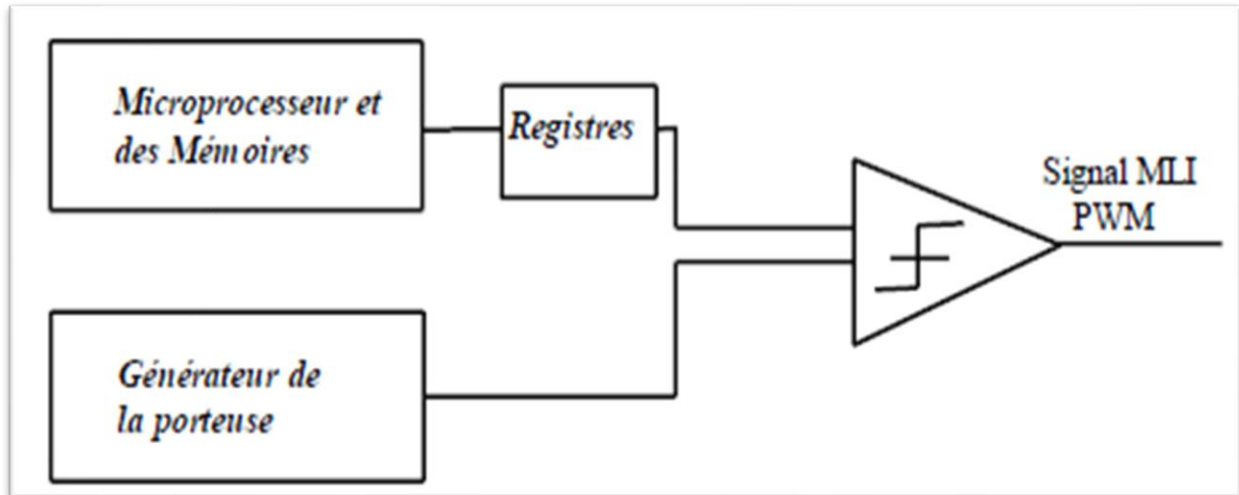 Microprocesseur et
des Mémoires
Registres
Signal MLI
PWM
Générateur de
la porteuse